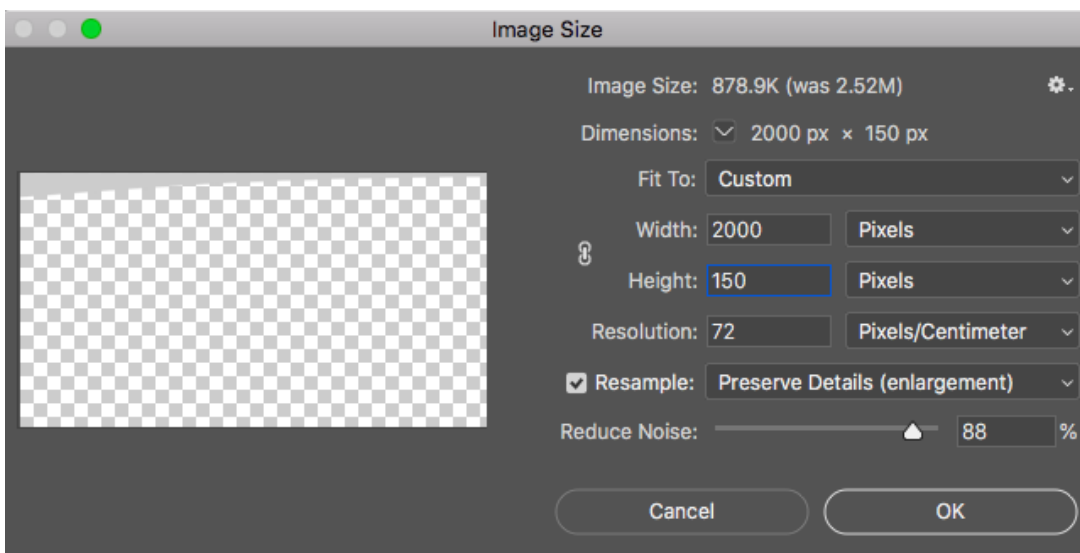 Image Size
Image Size: 878.9K (was 2.52M)
Dimensions: 2000 px × 150 px
Fit To: Custom
Width: 2000 Pixels
Height: 150 Pixels
Resolution: 72 Pixels/Centimeter
Resample: Preserve Details (enlargement)
Reduce Noise: 88 %
Cancel OK